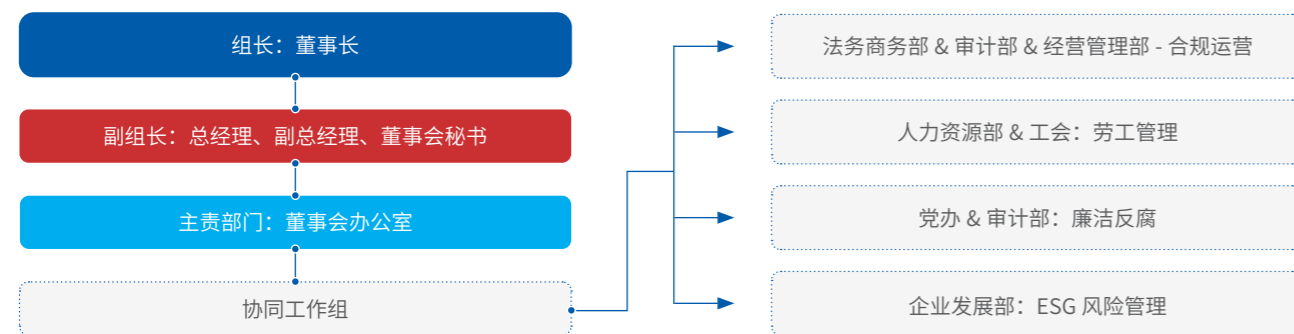 组长：董事长
副组长：总经理、副总经理、董事会秘书
主责部门：董事会办公室
协同工作组
法务商务部 & 审计部 & 经营管理部 - 合规运营
人力资源部 & 工会：劳工管理
党办 & 审计部：廉洁反腐
企业发展部：ESG 风险管理